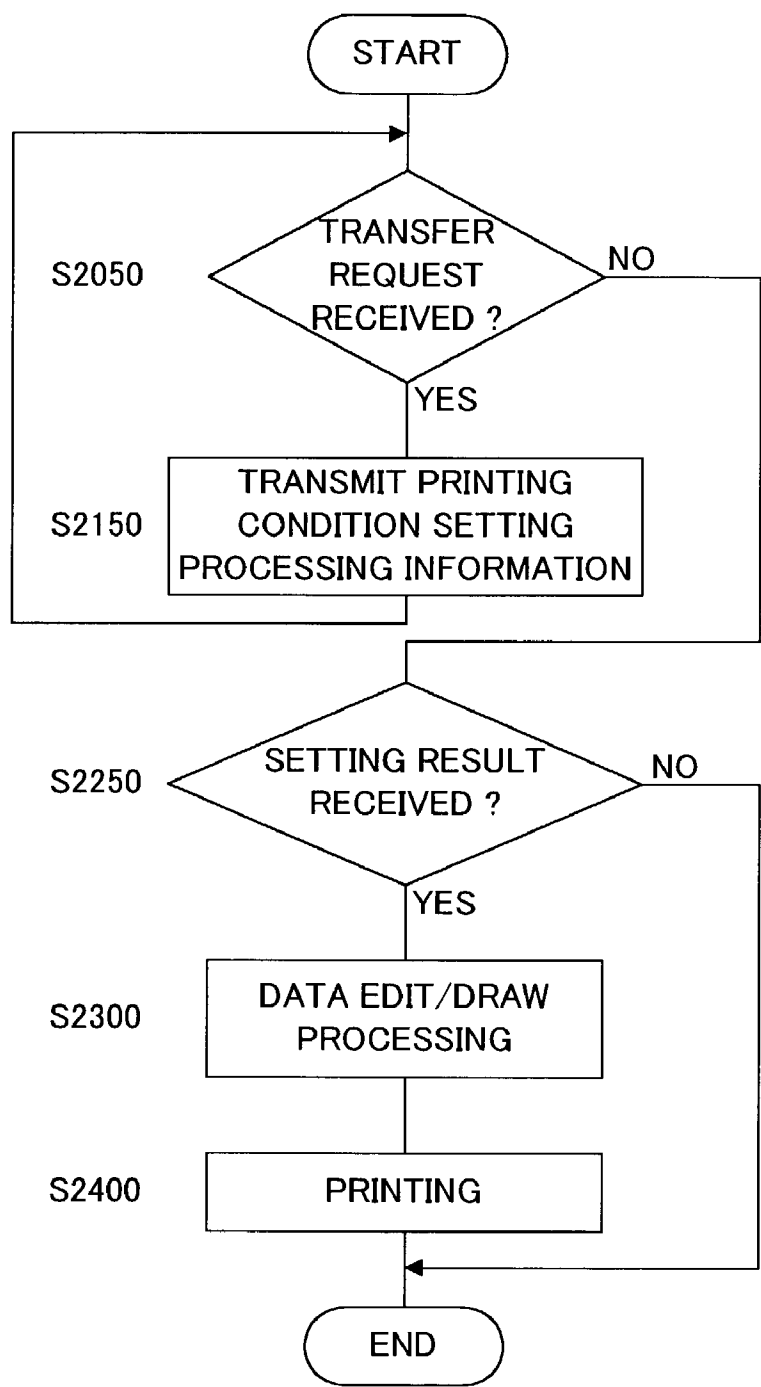 START
S2050
TRANSFER
REQUEST
RECEIVED ?
NO
YES
S2150
TRANSMIT PRINTING
CONDITION SETTING
PROCESSING INFORMATION
S2250
SETTING RESULT
RECEIVED ?
NO
YES
S2300
DATA EDIT/DRAW
PROCESSING
S2400
PRINTING
END